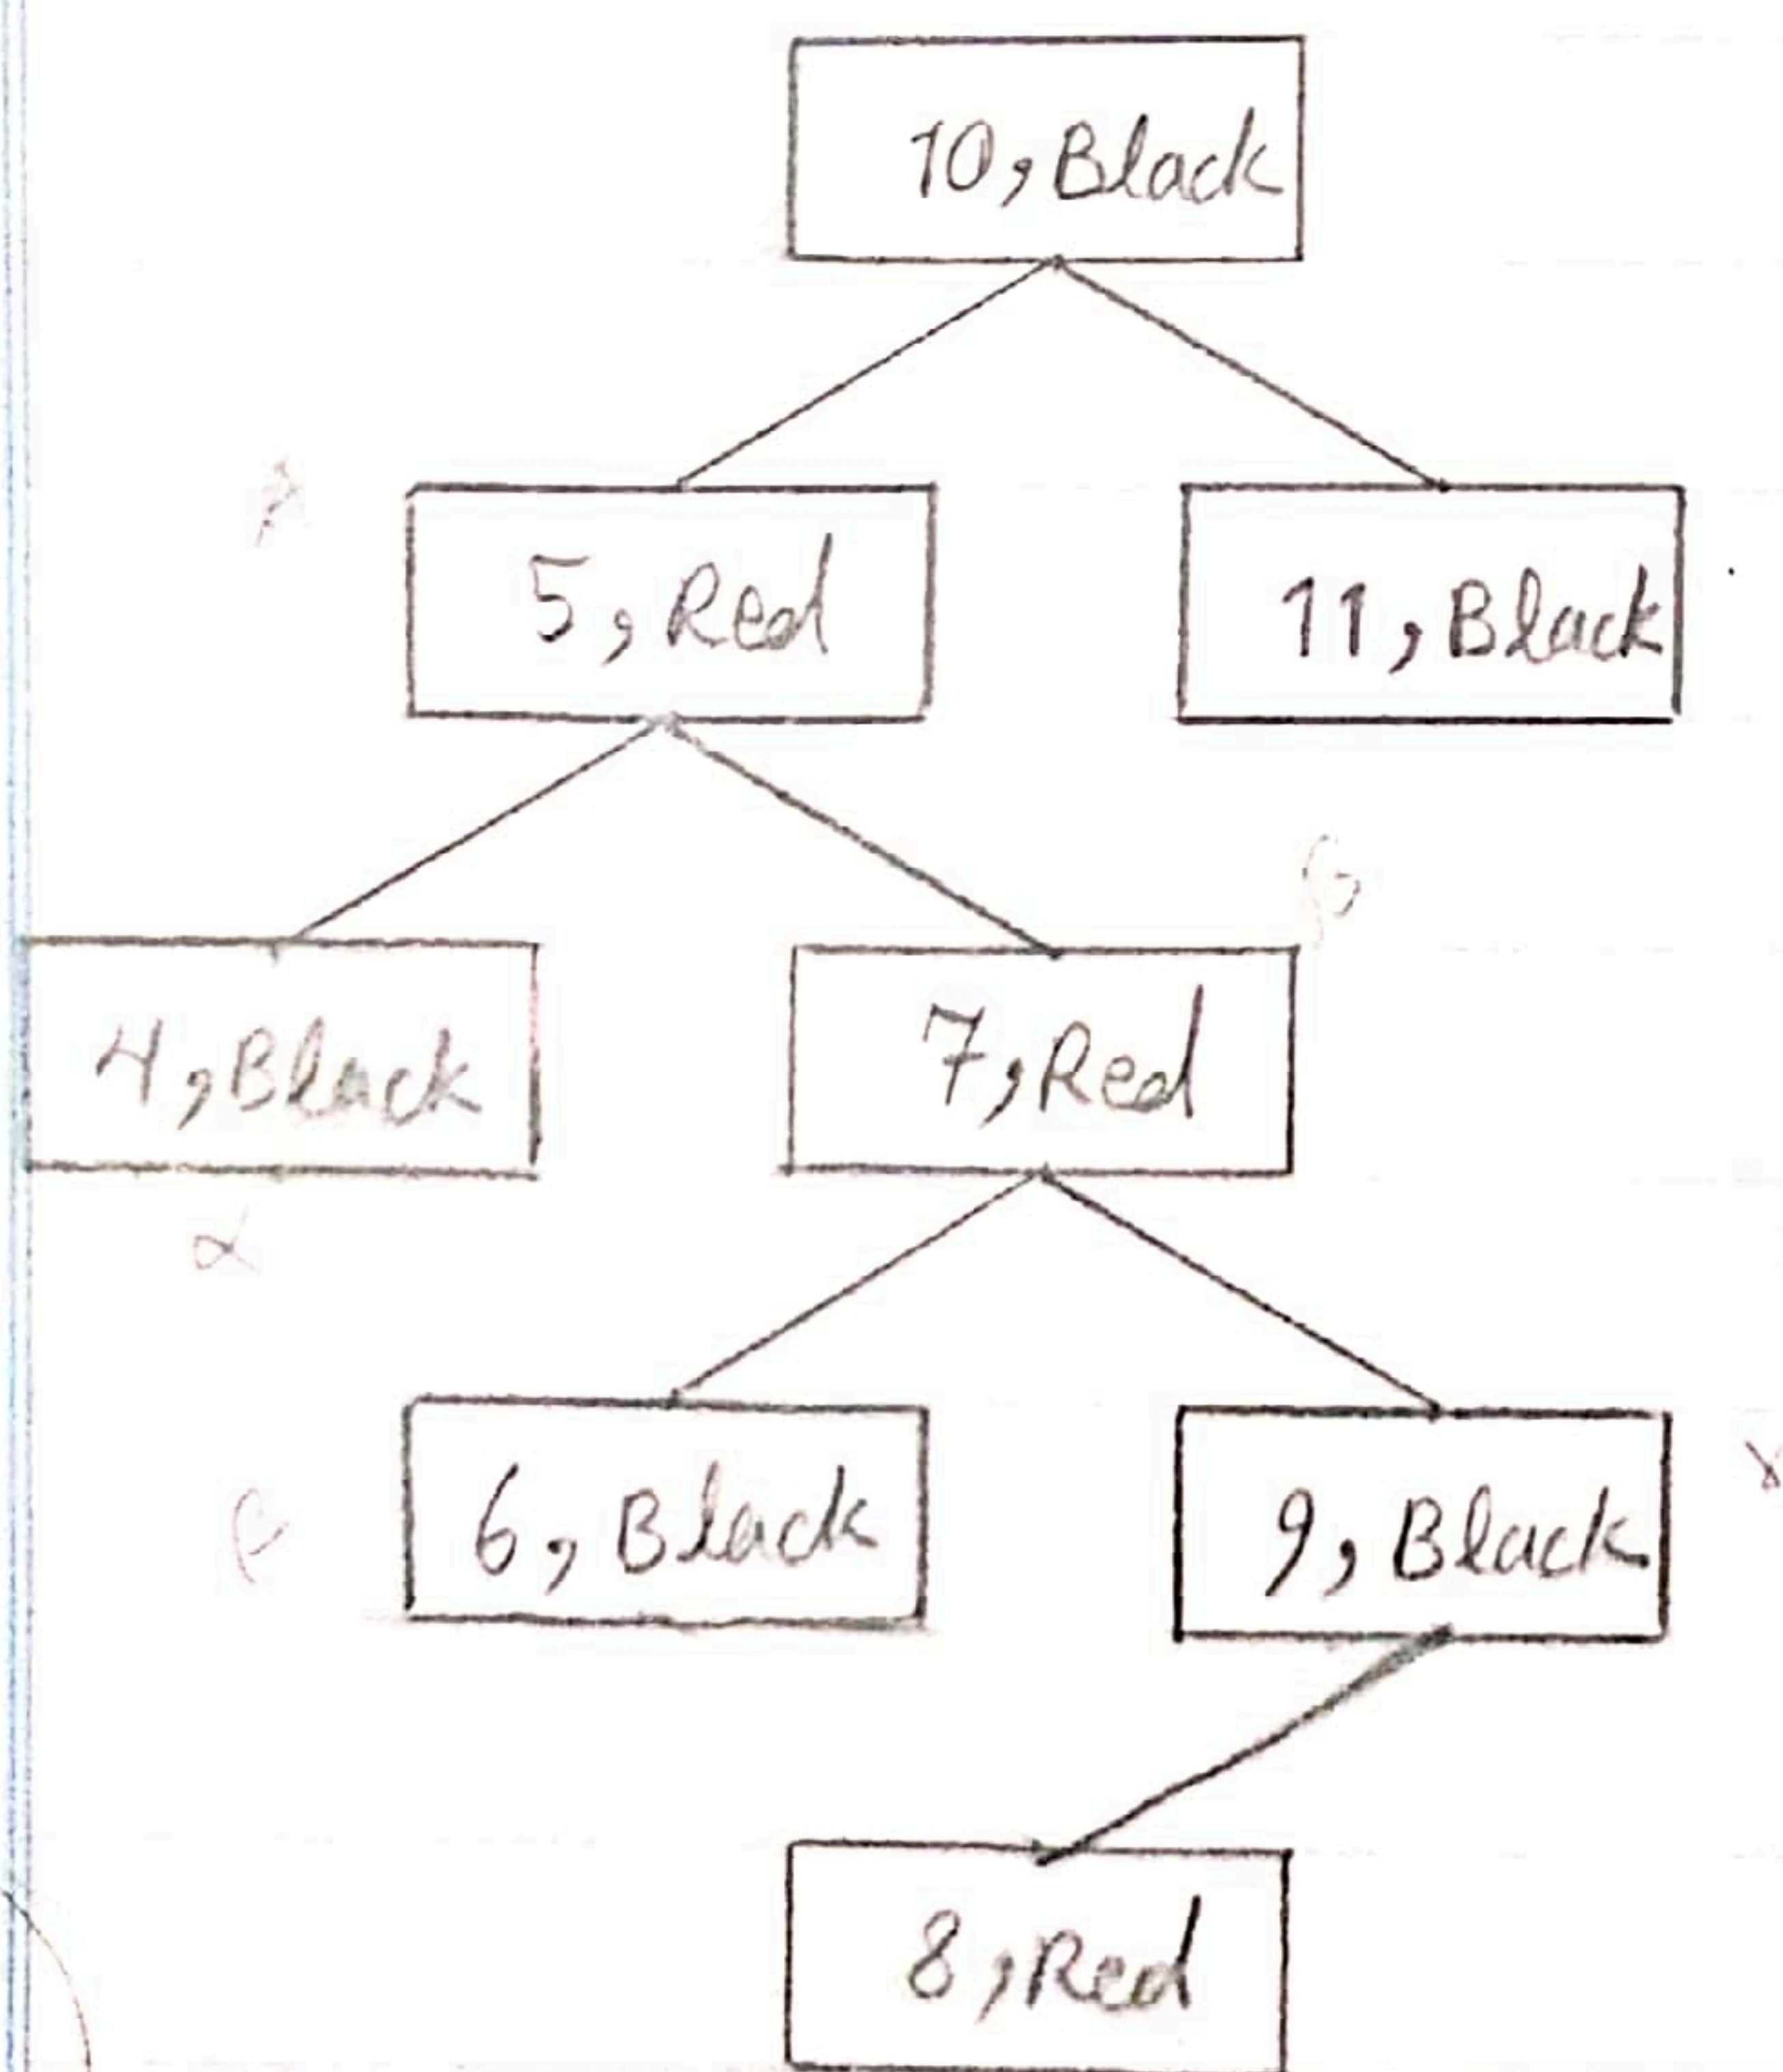 10, Black
A
5, Red
11, Black
4, Black
7, Red
α
6, Black
9, Black
γ
8, Red